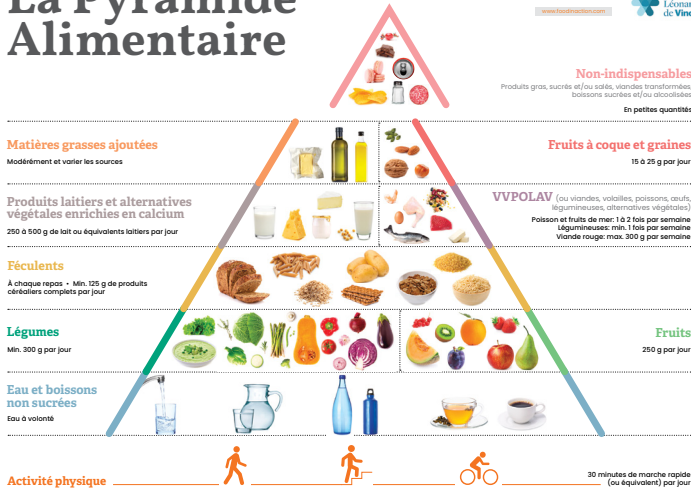 La Pyramide
Alimentaire
www.foodinaction.com
Léonard
de Vinci
Non-indispensables
Produits gras, sucrés et/ou salés, viandes transformées
boissons sucrées et/ou alcoolisées
En petites quantités
Matières grasses ajoutées
Modérément et varier les sources
Fruits à coque et graines
15 à 25 g par jour
Produits laitiers et alternatives
végétales enrichies en calcium
250 à 500 g de lait ou équivalents laitiers par jour
VVPOLAV (ou viandes, volailles, poissons, œufs,
légumineuses, alternatives végétales)
Poisson et fruits de mer: 1 à 2 fois par semaine
Légumineuses: min. 1 fois par semaine
Viande rouge: max. 300 g par semaine
Féculents
À chaque repas • Min. 125 g de produits
céréaliers complets par jour
Légumes
Min. 300 g par jour
Fruits
250 g par jour
Eau et boissons
non sucrées
Eau à volonté
Activité physique
30 minutes de marche rapide
(ou équivalent) par jour